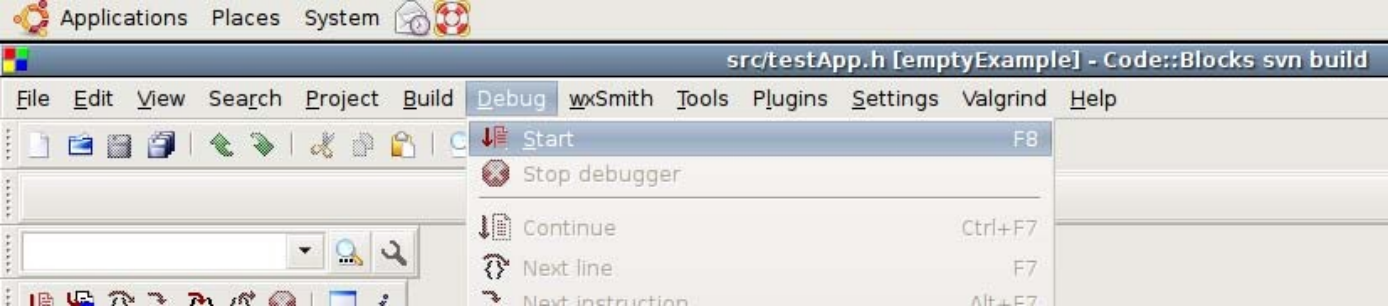 Applications Places System
src/testApp.h [emptyExample] - Code::Blocks svn build
File Edit View Search Project Build Debug wxSmith Tools Plugins Settings Valgrind Help
Start F8
Stop debugger
Continue Ctrl+F7
Next line F7
Next instruction Alt+F7